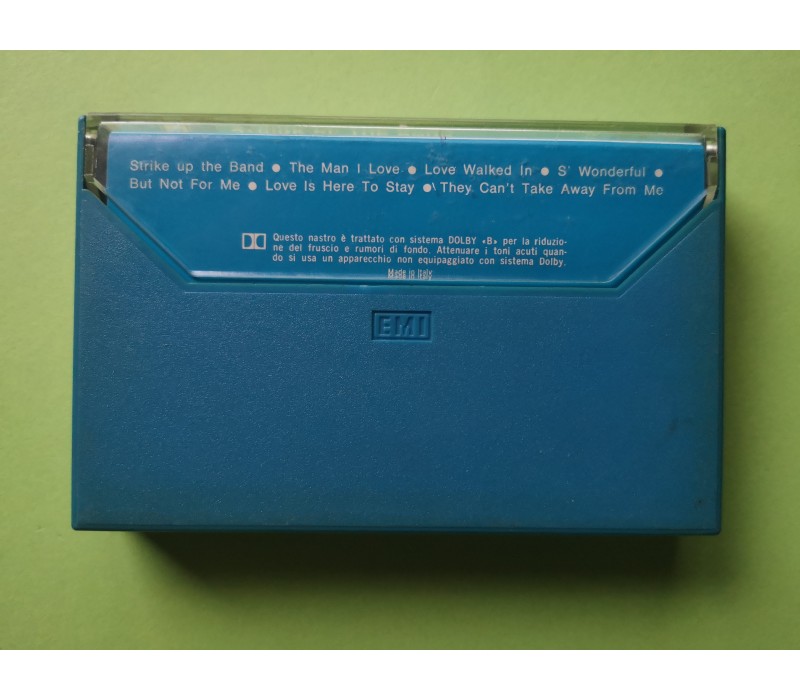 Strike up the Band ● The Man I Love ● Love Walked In ● S' Wonderful ●
But Not For Me ● Love Is Here To Stay ●\ They Can't Take Away From Me
Questo nastro è trattato con sistema DOLBY «B» per la riduzio-
ne del fruscio e rumori di fondo. Attenuare i toni acuti quan-
do si usa un apparecchio non equipaggiato con sistema Dolby.
Made in Italy
EMI